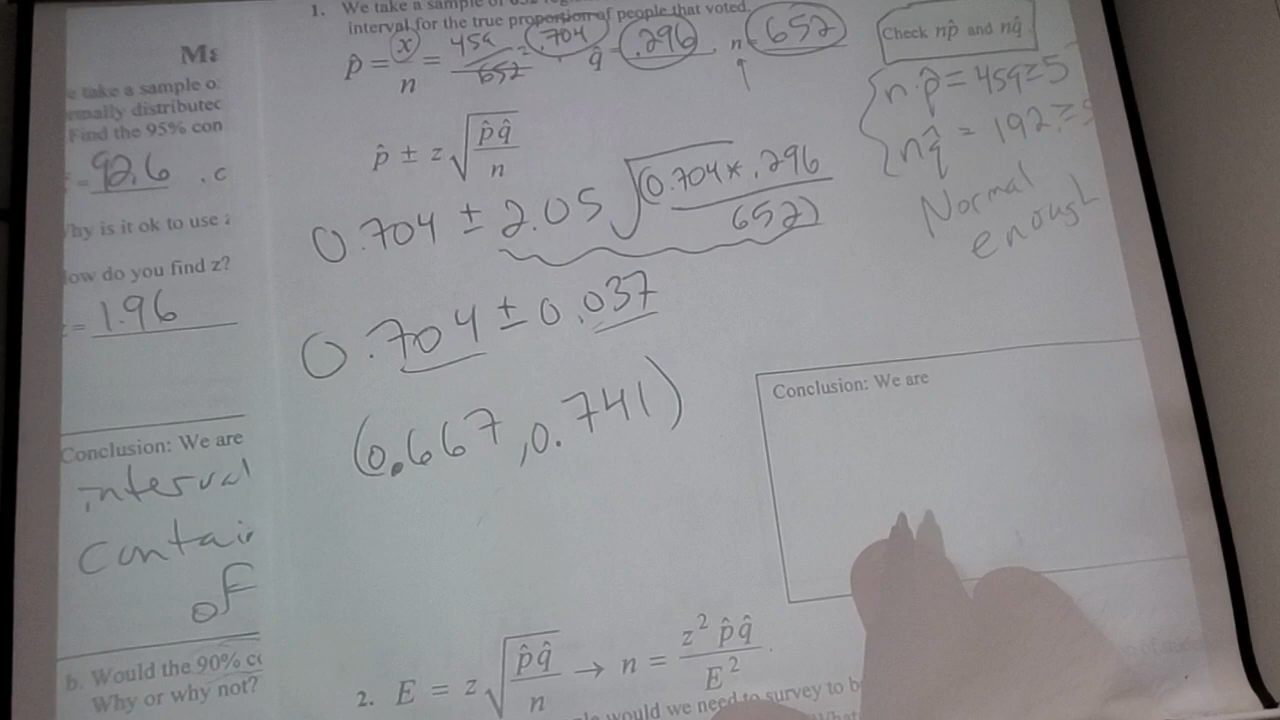 Ma
e take a sample o
Find the 95% con
= 92.6 . c
Why is it ok to use a
ow do you find z?
= 1.96
Conclusion: We are
interval
contai
of
b. Would the 90% co
Why or why not?
1. We take a sample of 652
interval for the true proportion of people that voted.
p̂ = x/n = 459/652 = .704 q̂ .296 n 652
p̂ ± z√(p̂q̂/n)
0.704 ± 2.05 √(0.704 * .296 / 652)
0.704 ± 0.037
(0.667, 0.741)
Check np̂ and nq̂
n·p̂ = 459≥5
nq̂ = 192≥5
Normal
enough
Conclusion: We are
2. E = z√(p̂q̂/n) → n = z² p̂q̂/E².
would we need to survey to b